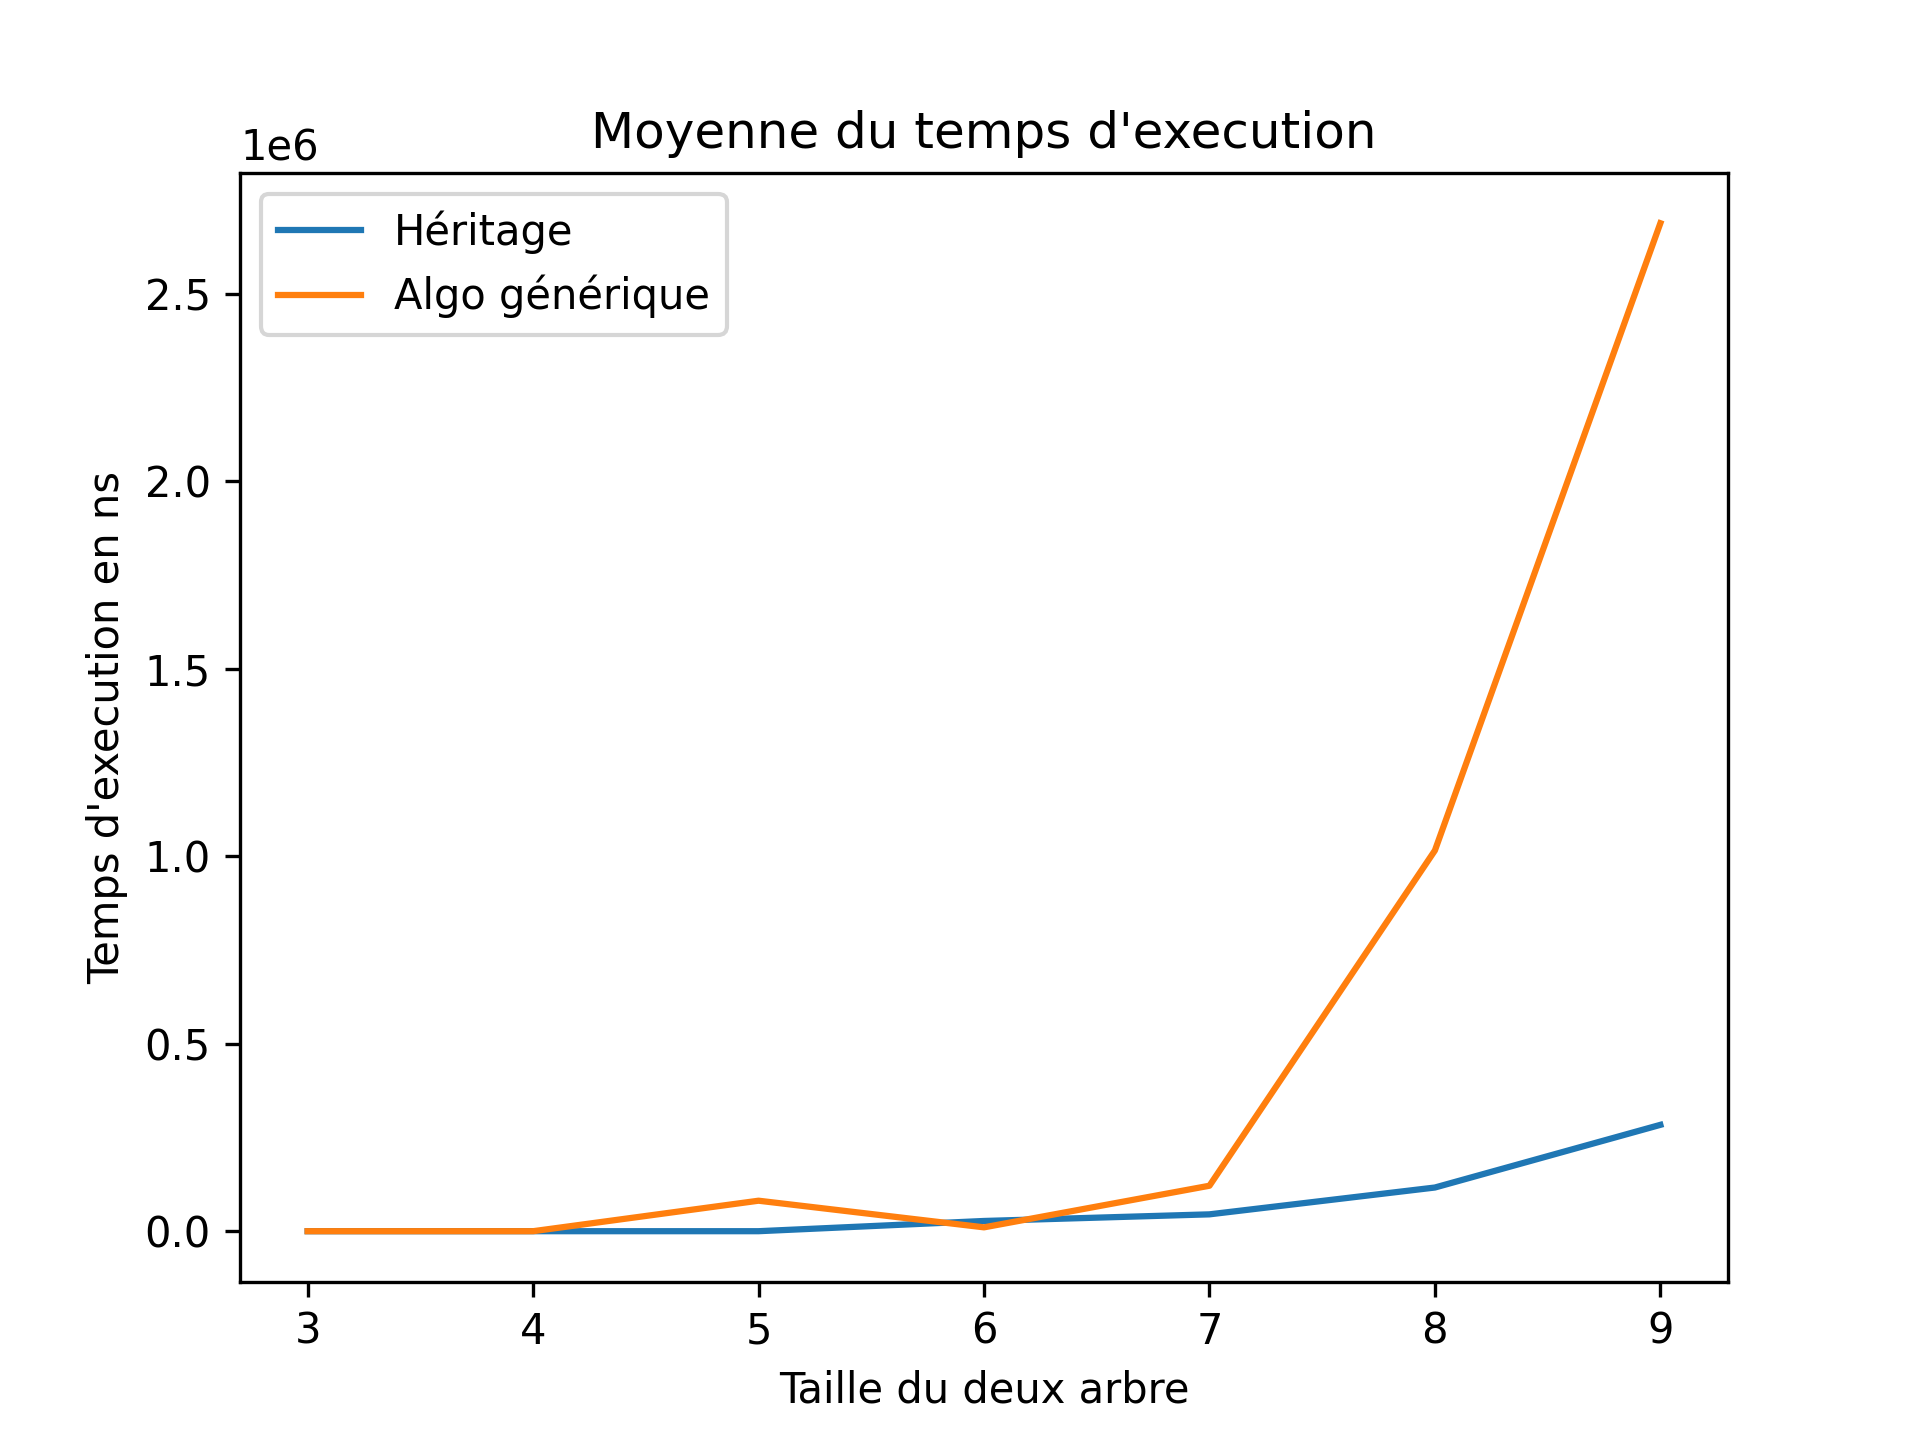 Moyenne du temps d'execution
1e6
Héritage
Algo générique
2.5
2.0
1.5
1.0
0.5
0.0
Temps d'execution en ns
3 4 5 6 7 8 9
Taille du deux arbre